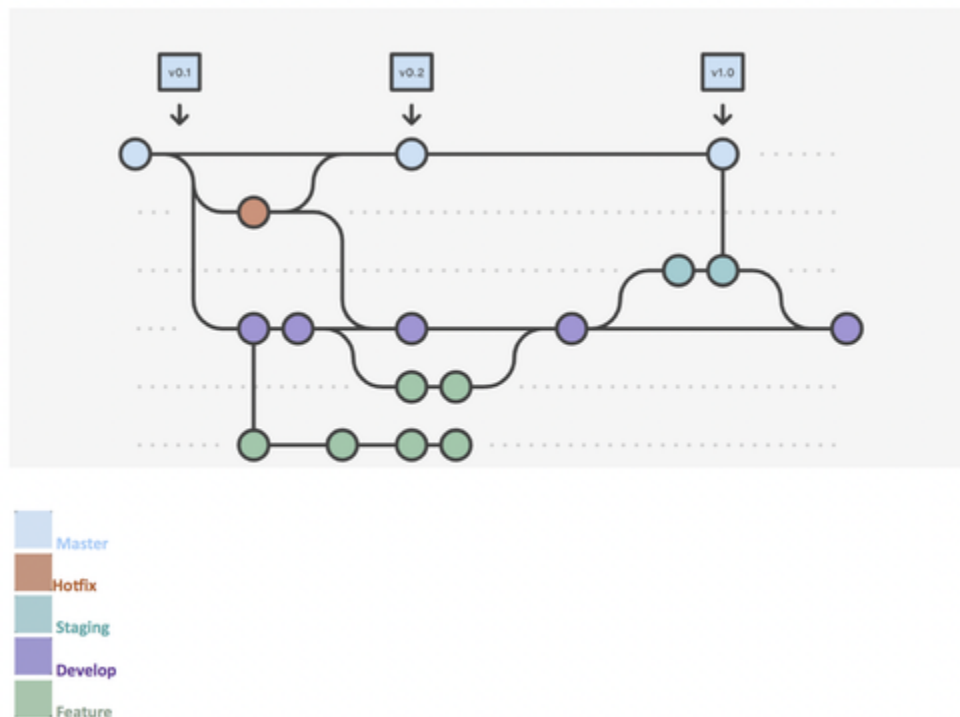 v0.1 v0.2 v1.0
Master
Hotfix
Staging
Develop
Feature